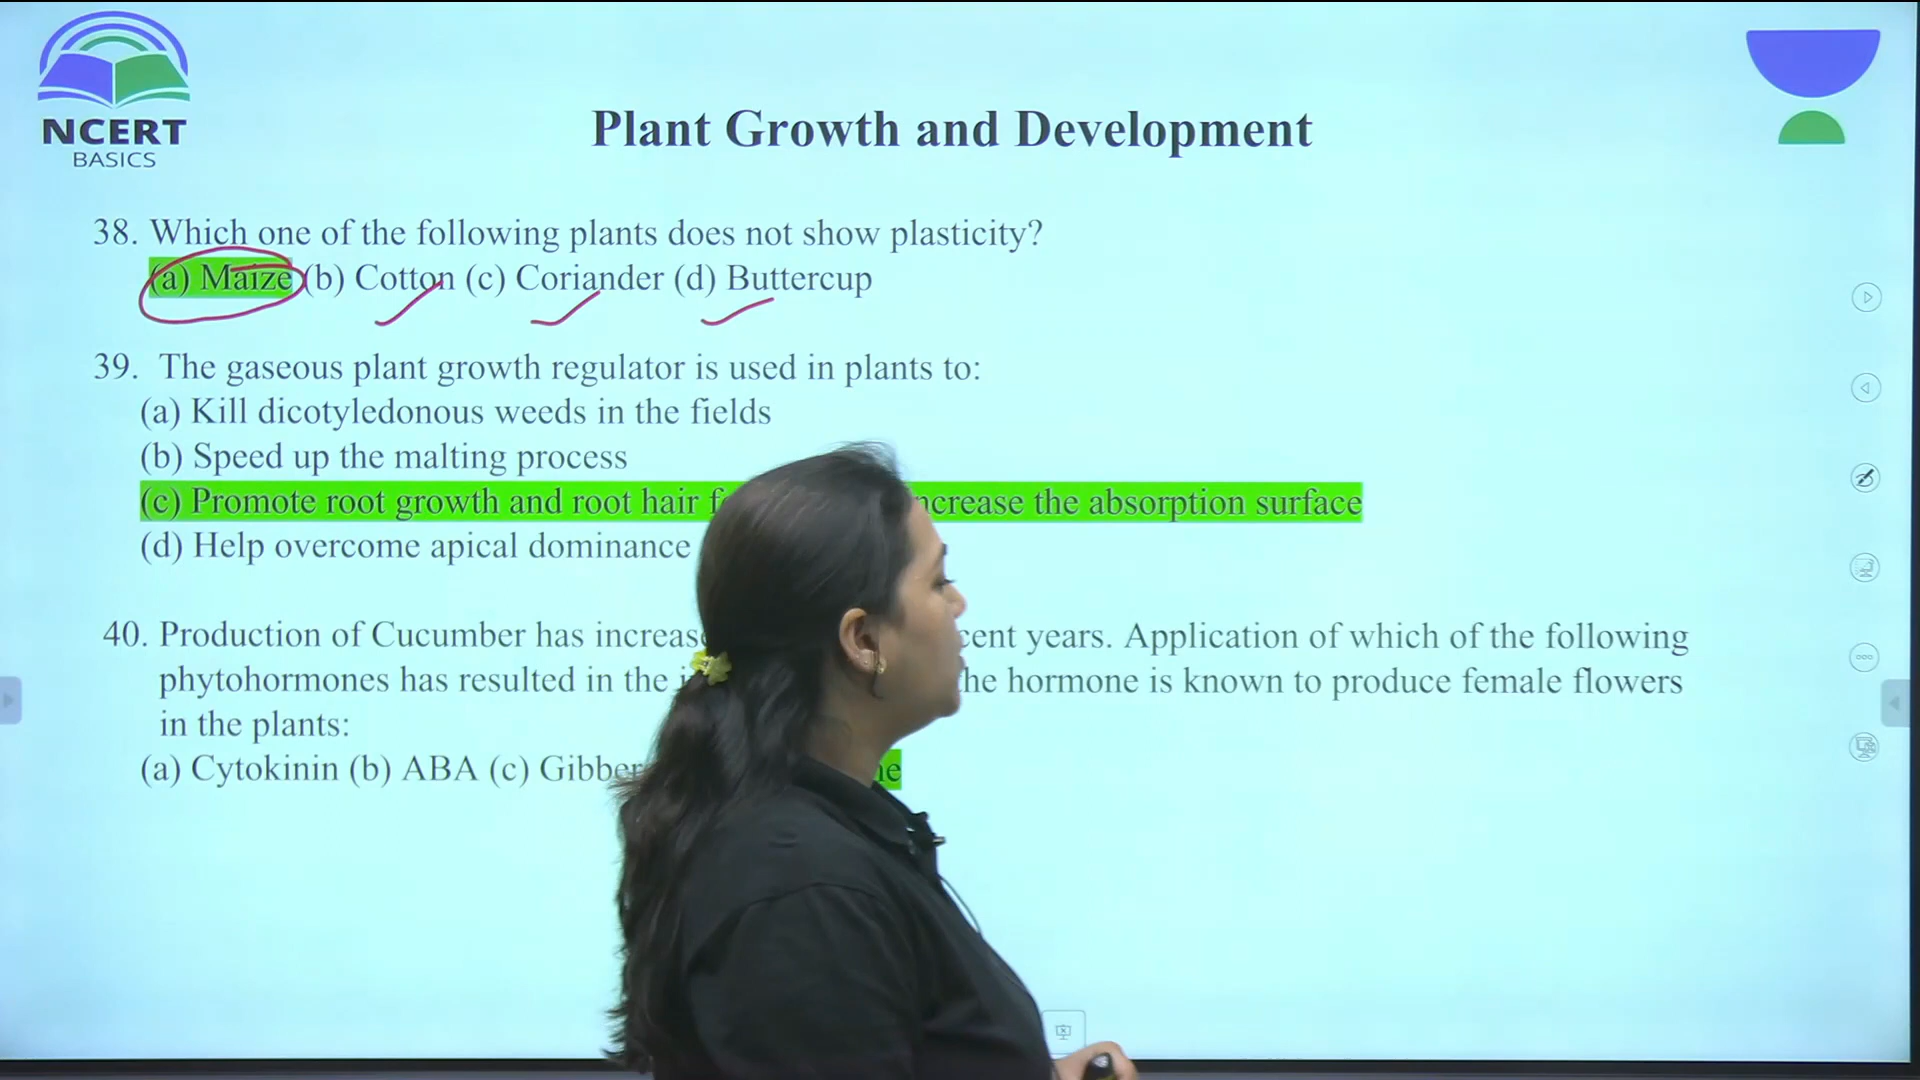 NCERT
BASICS
Plant Growth and Development
38. Which one of the following plants does not show plasticity?
(a) Maize (b) Cotton (c) Coriander (d) Buttercup
39. The gaseous plant growth regulator is used in plants to:
(a) Kill dicotyledonous weeds in the fields
(b) Speed up the malting process
(c) Promote root growth and root hair increase the absorption surface
(d) Help overcome apical dominance
40. Production of Cucumber has years. Application of which of the following
phytohormones has resulted in the hormone is known to produce female flowers
in the plants:
(a) Cytokinin (b) ABA (c)